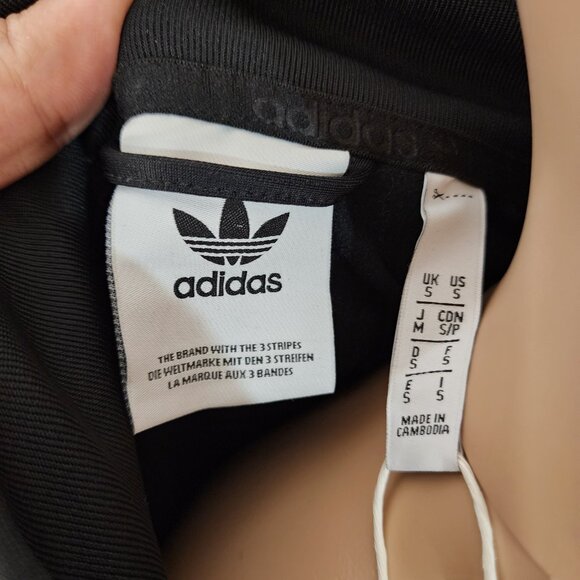 adidas
adidas
THE BRAND WITH THE 3 STRIPES
DIE WELTMARKE MIT DEN 3 STREIFEN
LA MARQUE AUX 3 BANDES
UK US
S S
J CDN
M S/P
D F
S S
E I
S S
MADE IN
CAMBODIA